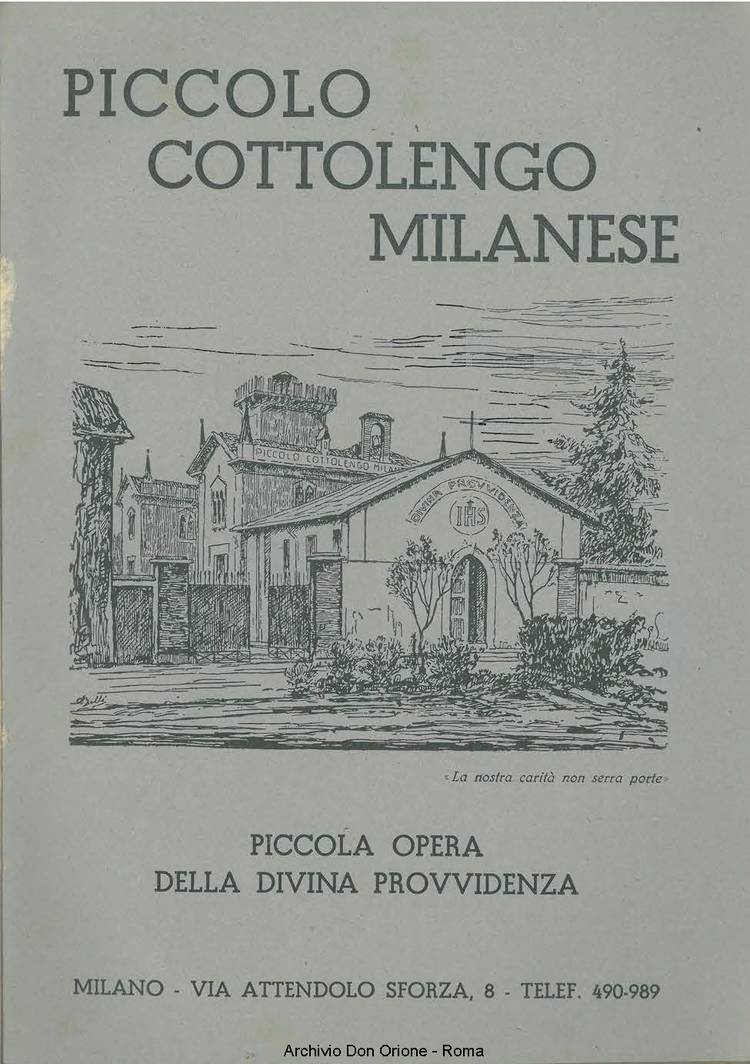 PICCOLO
COTTOLENGO
MILANESE
PICCOLO COTTOLENGO MILAN
DIVINA PROVVIDENZA
IHS
«La nostra carità non serra porte»
PICCOLA OPERA
DELLA DIVINA PROVVIDENZA
MILANO - VIA ATTENDOLO SFORZA, 8 - TELEF. 490-989
Archivio Don Orione - Roma